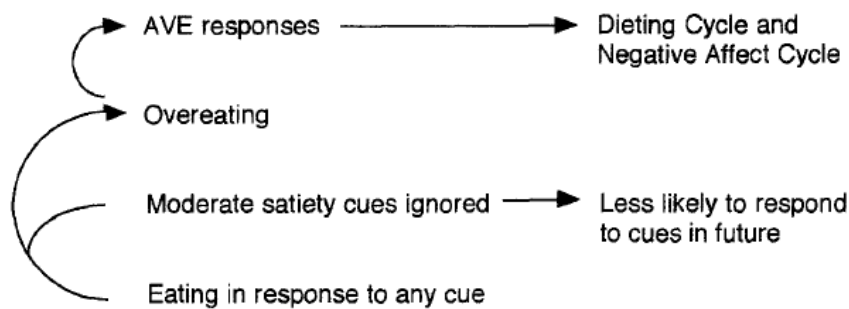 AVE responses
Dieting Cycle and
Negative Affect Cycle
Overeating
Moderate satiety cues ignored
Less likely to respond
to cues in future
Eating in response to any cue